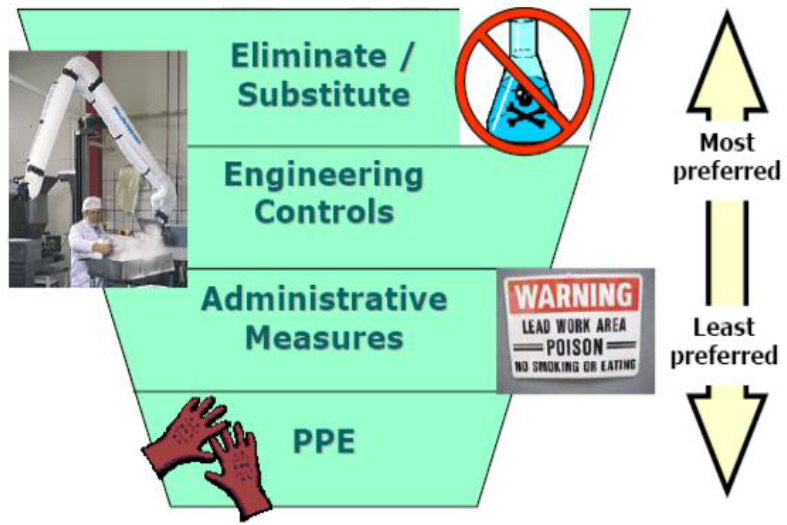 Eliminate /
Substitute
Engineering
Controls
Administrative
Measures
PPE
WARNING
LEAD WORK AREA
POISON
NO SMOKING OR EATING
Most
preferred
Least
preferred